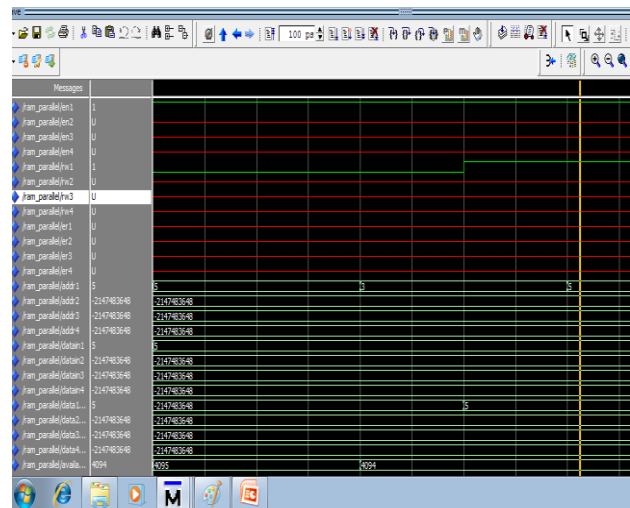 100 ps
Messages
/ram_parallel/en1 1
/ram_parallel/en2 U
/ram_parallel/en3 U
/ram_parallel/en4 U
/ram_parallel/rw1 1
/ram_parallel/rw2 U
/ram_parallel/rw3 U
/ram_parallel/rw4 U
/ram_parallel/er1 U
/ram_parallel/er2 U
/ram_parallel/er3 U
/ram_parallel/er4 U
/ram_parallel/addr1 5 5 3 5
/ram_parallel/addr2 -2147483648 -2147483648
/ram_parallel/addr3 -2147483648 -2147483648
/ram_parallel/addr4 -2147483648 -2147483648
/ram_parallel/datain1 5 5
/ram_parallel/datain2 -2147483648 -2147483648
/ram_parallel/datain3 -2147483648 -2147483648
/ram_parallel/datain4 -2147483648 -2147483648
/ram_parallel/data1... 5 -2147483648 5
/ram_parallel/data2... -2147483648 -2147483648
/ram_parallel/data3... -2147483648 -2147483648
/ram_parallel/data4... -2147483648 -2147483648
/ram_parallel/availa... 4094 4095 4094
M